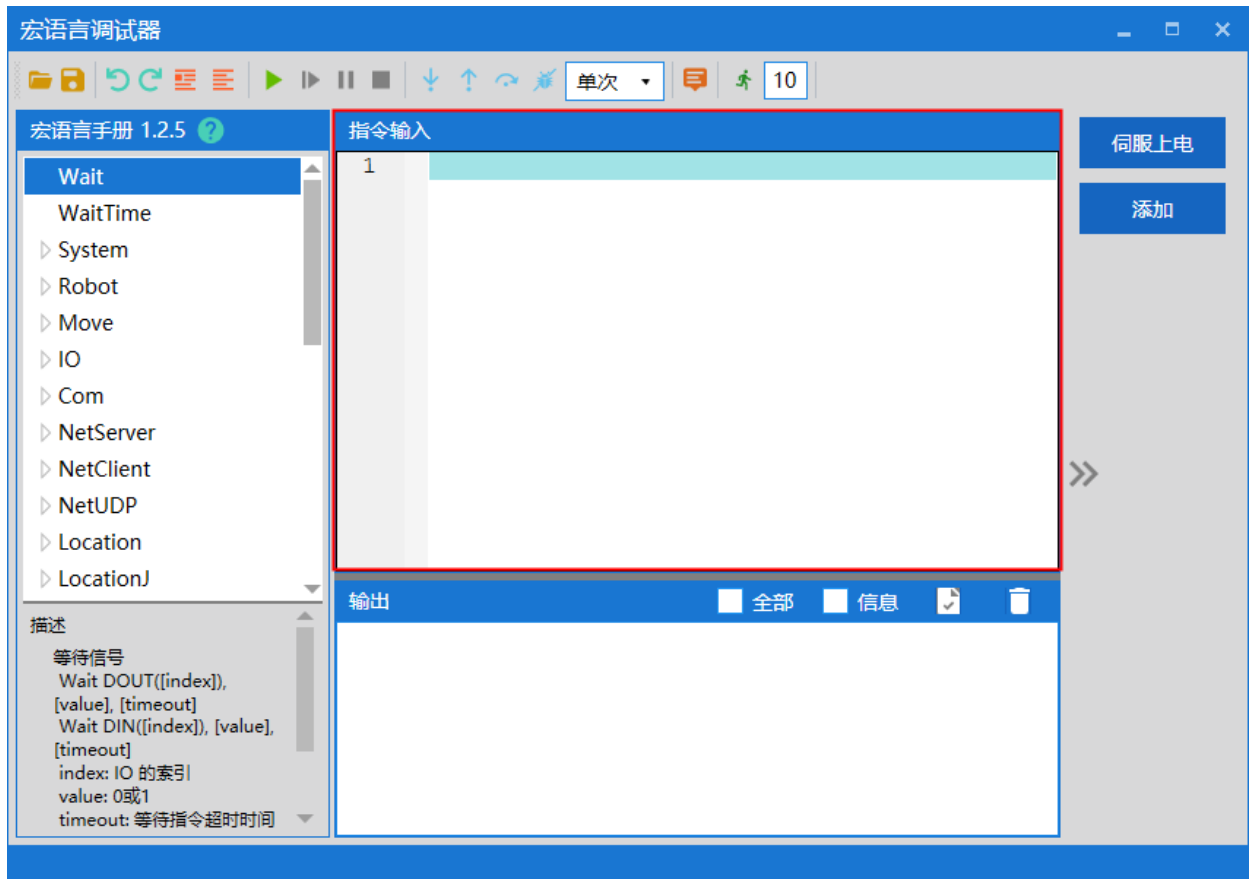 宏语言调试器
单次
10
宏语言手册 1.2.5
?
指令输入
伺服上电
添加
1
Wait
WaitTime
System
Robot
Move
IO
Com
NetServer
NetClient
NetUDP
Location
LocationJ
描述
等待信号
Wait DOUT([index]),
[value], [timeout]
Wait DIN([index]), [value],
[timeout]
index: IO 的索引
value: 0或1
timeout: 等待指令超时时间
输出
全部
信息